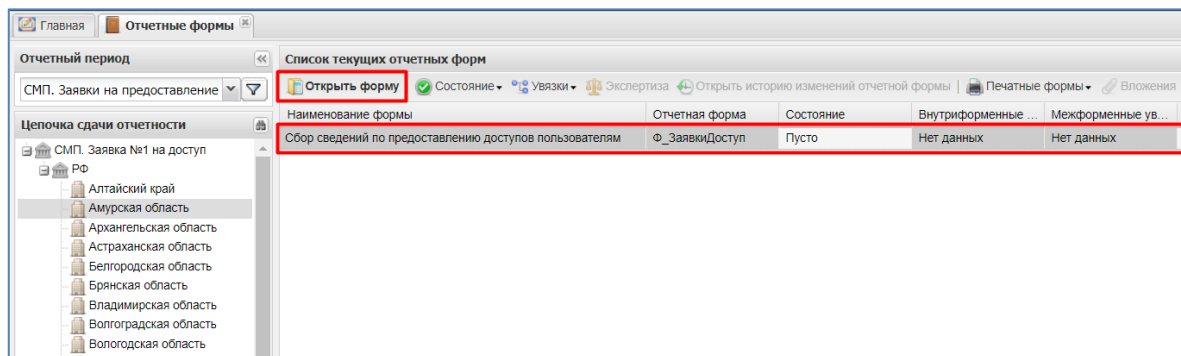 Главная Отчетные формы
Отчетный период
СМП. Заявки на предоставление
Цепочка сдачи отчетности
СМП. Заявка №1 на доступ
РФ
Алтайский край
Амурская область
Архангельская область
Астраханская область
Белгородская область
Брянская область
Владимирская область
Волгоградская область
Вологодская область
Список текущих отчетных форм
Открыть форму Состояние Увязки Экспертиза Открыть историю изменений отчетной формы Печатные формы Вложения
Наименование формы Отчетная форма Состояние Внутриформенные ... Межформенные ув...
Сбор сведений по предоставлению доступов пользователям Ф_ЗаявкиДоступ Пусто Нет данных Нет данных